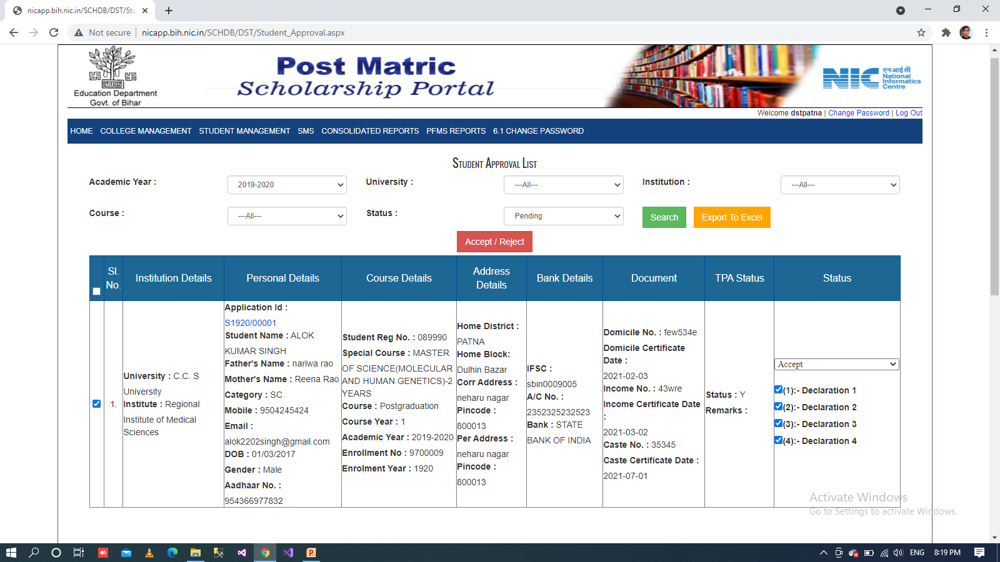 nicapp.bih.nic.in/SCHDB/DST/Stu
Not secure
nicapp.bih.nic.in/SCHDB/DST/Student_Approval.aspx
Education Department
Govt. of Bihar
Post Matric
Scholarship Portal
NIC
एनआईसी
National
Informatics
Centre
Welcome dstpatna | Change Password | Log Out
HOME COLLEGE MANAGEMENT STUDENT MANAGEMENT SMS CONSOLIDATED REPORTS PFMS REPORTS 6.1 CHANGE PASSWORD
Student Approval List
Academic Year : 2019-2020 University : ---All--- Institution : ---All---
Course : ---All--- Status : Pending Search Export To Excel
Accept / Reject
Sl. No.
Institution Details
Personal Details
Course Details
Address Details
Bank Details
Document
TPA Status
Status
1.
University : C.C. S
University
Institute : Regional
Institute of Medical
Sciences
Application Id :
S1920/00001
Student Name : ALOK
KUMAR SINGH
Father's Name : nariwa rao
Mother's Name : Reena Rao
Category : SC
Mobile : 9504245424
Email :
alok2202singh@gmail.com
DOB : 01/03/2017
Gender : Male
Aadhaar No. :
954366977832
Student Reg No. : 089990
Special Course : MASTER
OF SCIENCE(MOLECULAR
AND HUMAN GENETICS)-2
YEARS
Course : Postgraduation
Course Year : 1
Academic Year : 2019-2020
Enrollment No : 9700009
Enrolment Year : 1920
Home District :
PATNA
Home Block:
Dulhin Bazar
Corr Address :
neharu nagar
Pincode :
800013
Per Address :
neharu nagar
Pincode :
800013
IFSC :
sbin0009005
A/C No. :
2352325232523
Bank : STATE
BANK OF INDIA
Domicile No. : few534e
Domicile Certificate
Date :
2021-02-03
Income No. : 43wre
Income Certificate Date
:
2021-03-02
Caste No. : 35345
Caste Certificate Date :
2021-07-01
Status : Y
Remarks :
Accept
(1):- Declaration 1
(2):- Declaration 2
(3):- Declaration 3
(4):- Declaration 4
Activate Windows
Go to Settings to activate Windows.
ENG 8:19 PM